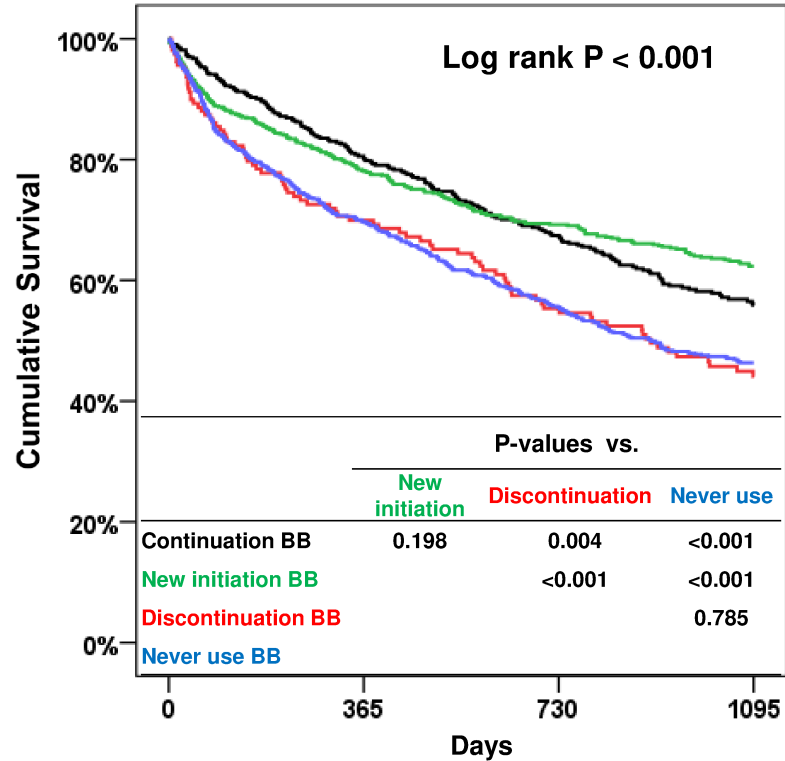 Log rank P < 0.001
100%
80%
60%
40%
20%
0%
Cumulative Survival
P-values vs.
New initiation Discontinuation Never use
Continuation BB 0.198 0.004 <0.001
New initiation BB <0.001 <0.001
Discontinuation BB 0.785
Never use BB
0 365 730 1095
Days